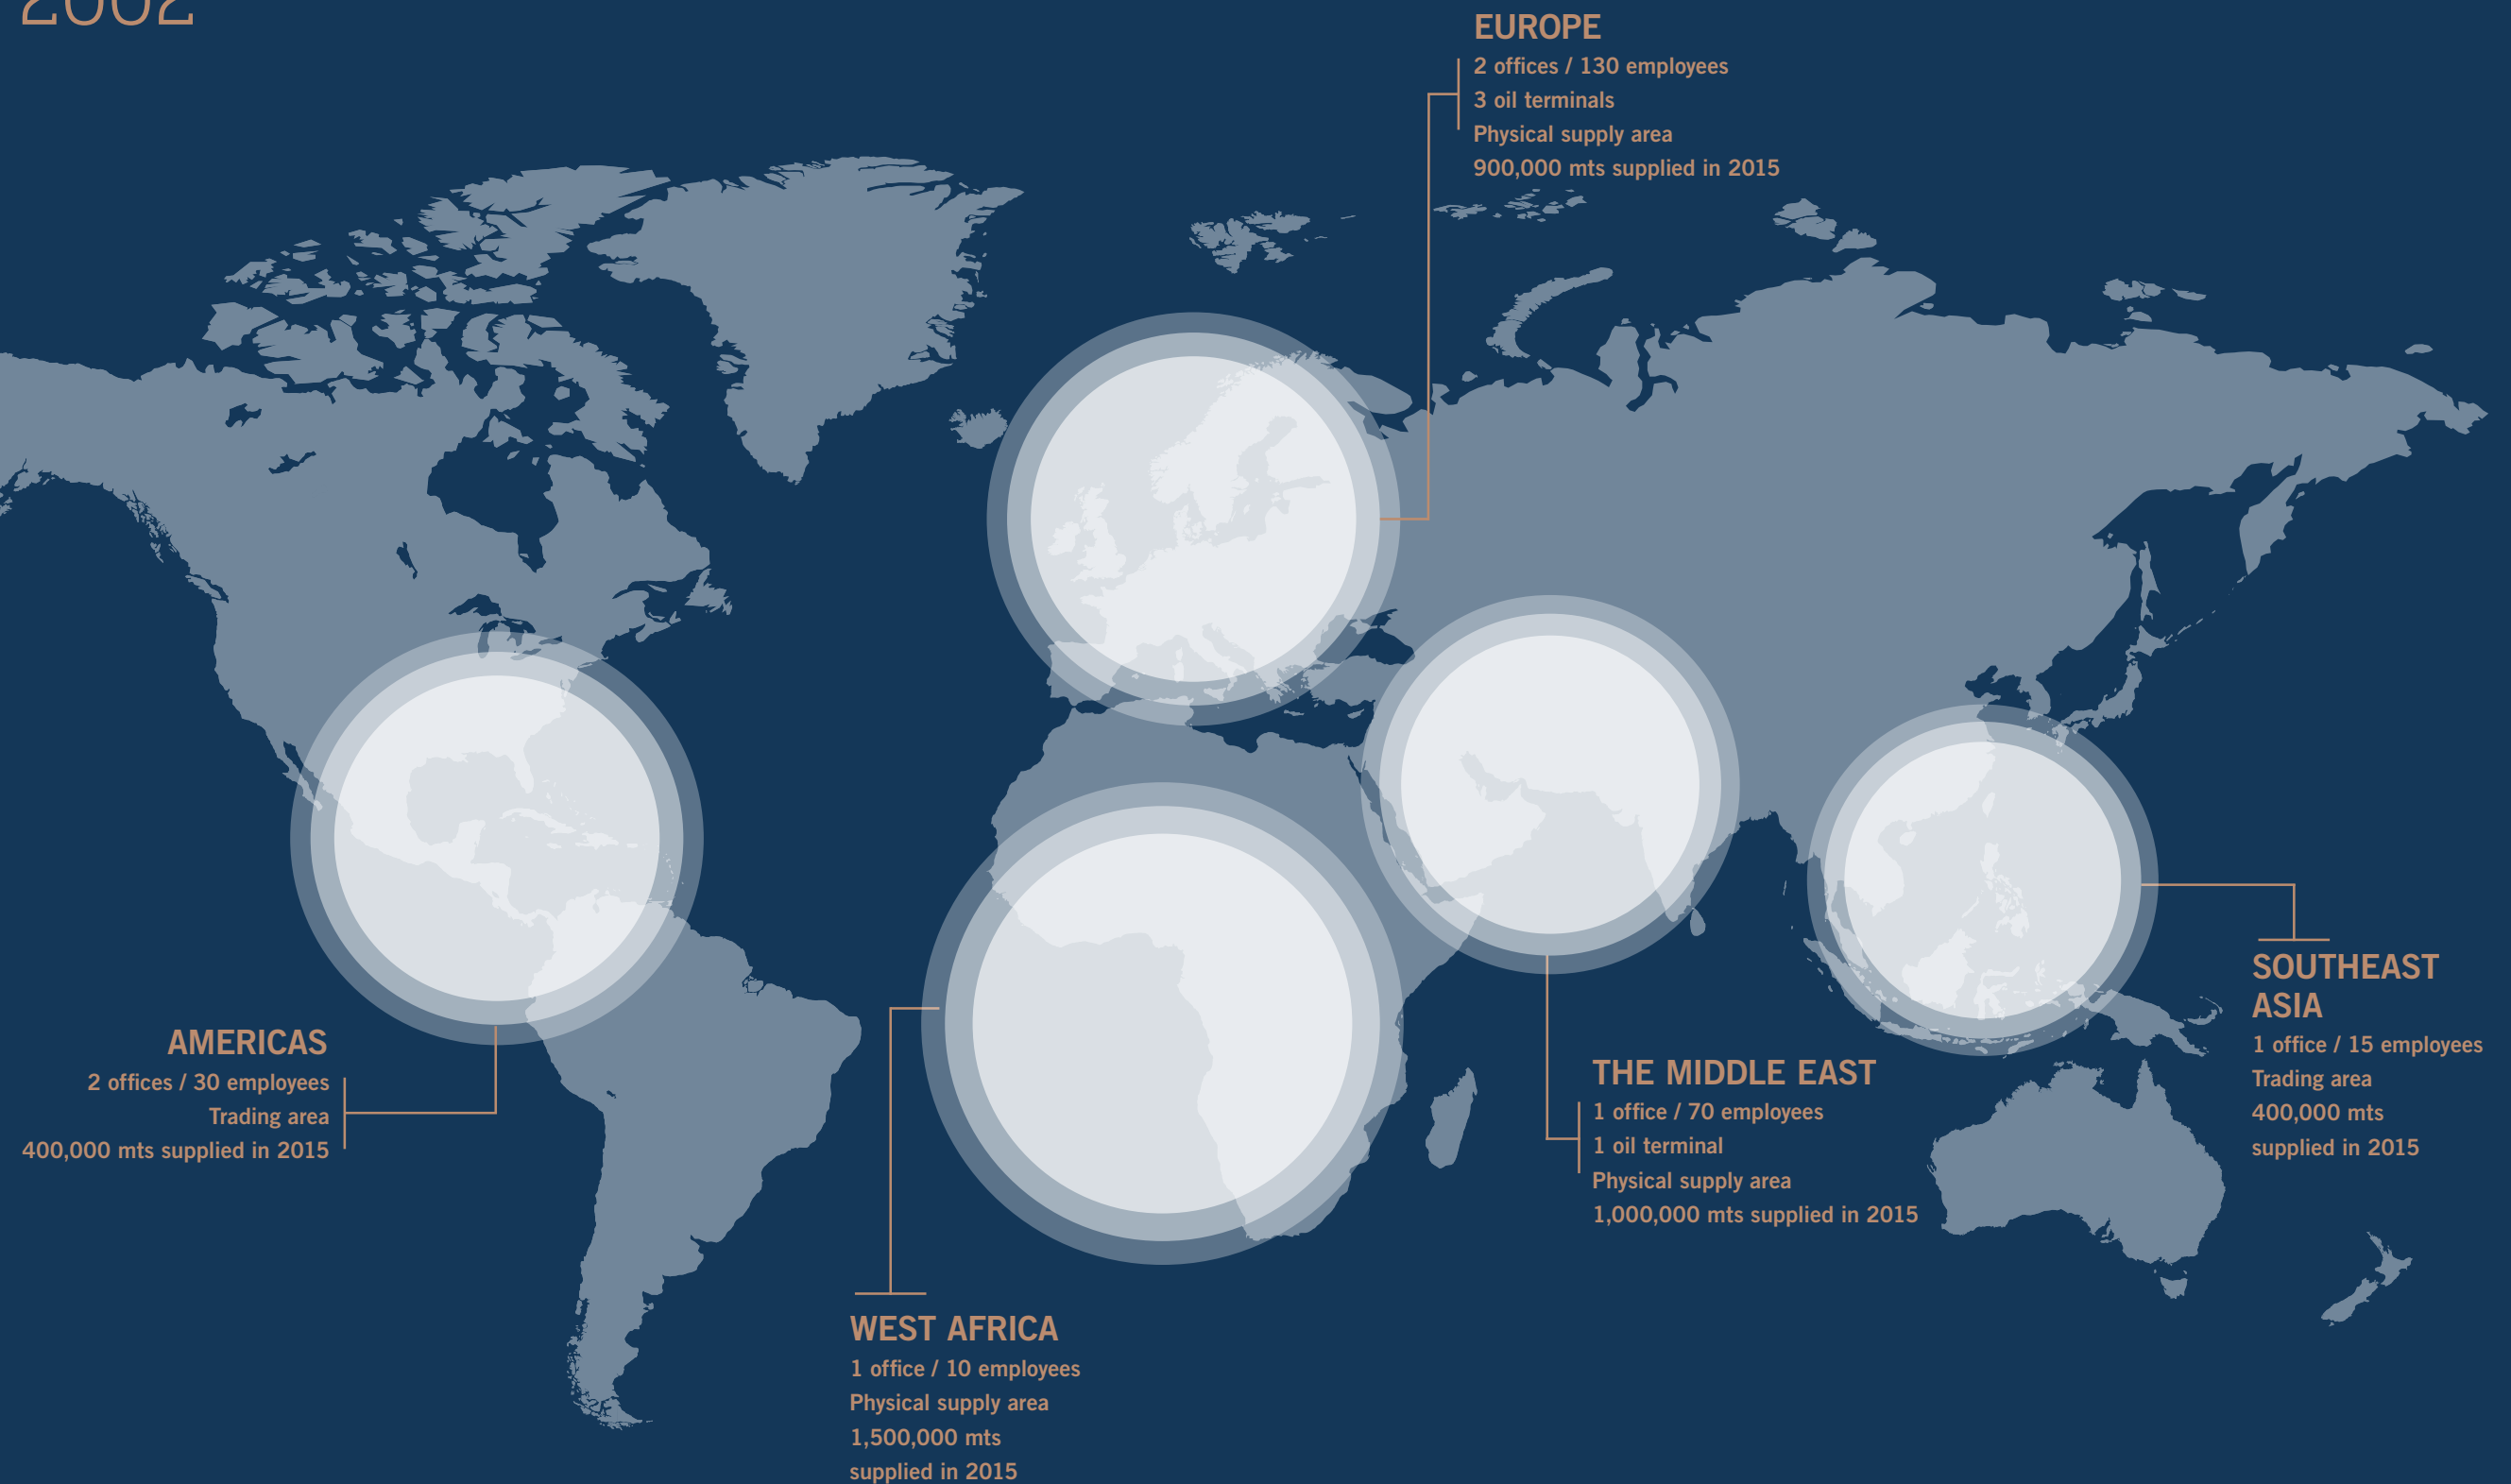 2002
EUROPE
2 offices / 130 employees
3 oil terminals
Physical supply area
900,000 mts supplied in 2015
AMERICAS
2 offices / 30 employees
Trading area
400,000 mts supplied in 2015
WEST AFRICA
1 office / 10 employees
Physical supply area
1,500,000 mts
supplied in 2015
THE MIDDLE EAST
1 office / 70 employees
1 oil terminal
Physical supply area
1,000,000 mts supplied in 2015
SOUTHEAST
ASIA
1 office / 15 employees
Trading area
400,000 mts
supplied in 2015